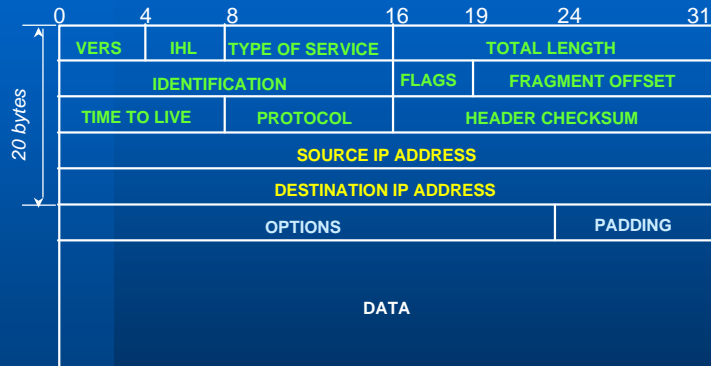 0 4 8 16 19 24 31
VERS IHL TYPE OF SERVICE TOTAL LENGTH
IDENTIFICATION FLAGS FRAGMENT OFFSET
TIME TO LIVE PROTOCOL HEADER CHECKSUM
20 bytes
SOURCE IP ADDRESS
DESTINATION IP ADDRESS
OPTIONS PADDING
DATA